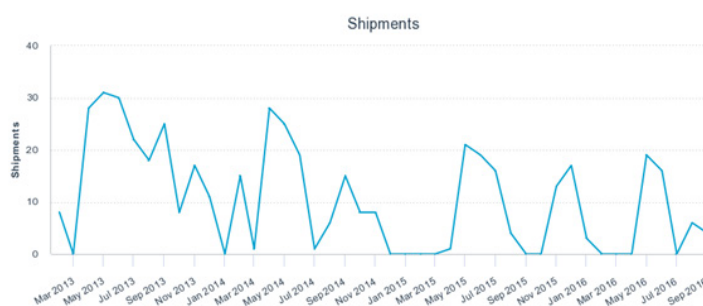 Shipments
40
30
20
10
0
Shipments
Mar 2013
May 2013
Jul 2013
Sep 2013
Nov 2013
Jan 2014
Mar 2014
May 2014
Jul 2014
Sep 2014
Nov 2014
Jan 2015
Mar 2015
May 2015
Jul 2015
Sep 2015
Nov 2015
Jan 2016
Mar 2016
May 2016
Jul 2016
Sep 2016